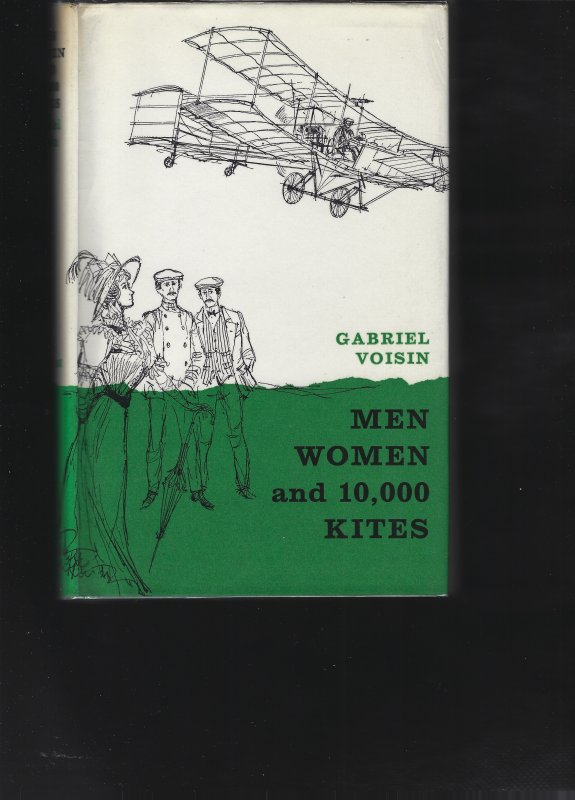 GABRIEL
VOISIN
MEN
WOMEN
and 10,000
KITES